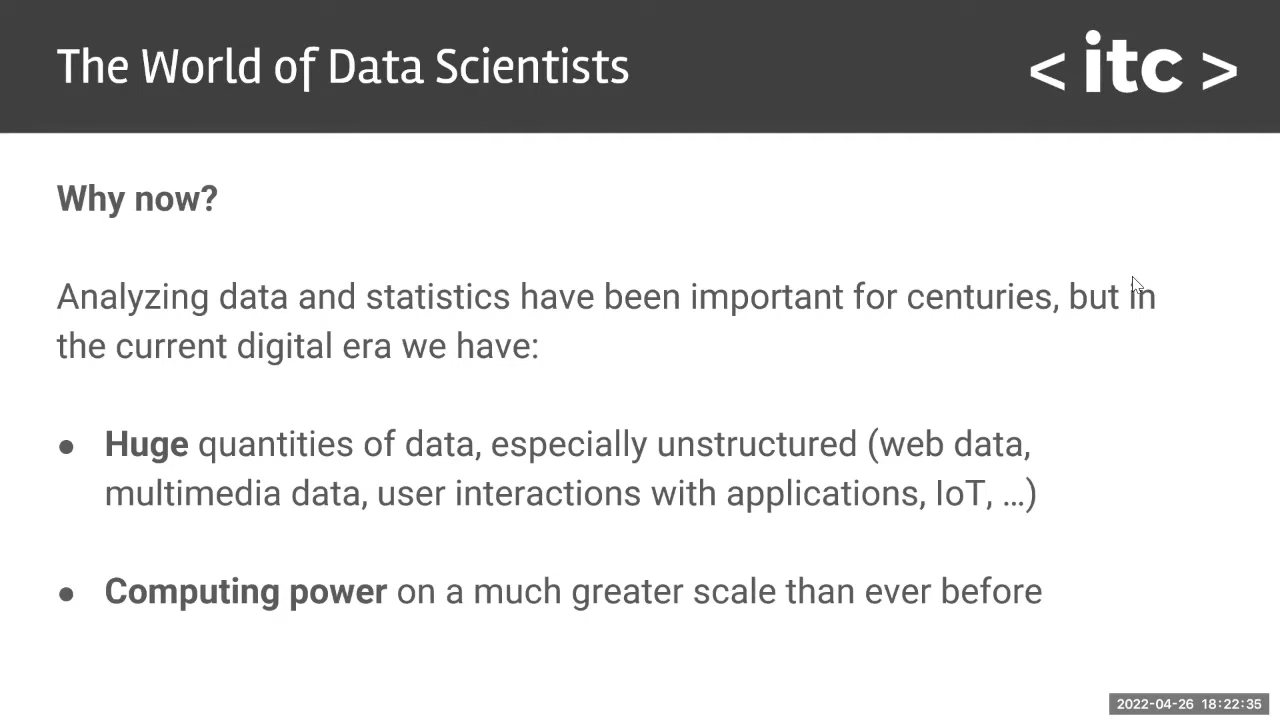 The World of Data Scientists
< itc >
Why now?
Analyzing data and statistics have been important for centuries, but in
the current digital era we have:
● Huge quantities of data, especially unstructured (web data,
multimedia data, user interactions with applications, IoT, ...)
● Computing power on a much greater scale than ever before
2022-04-26 18:22:35